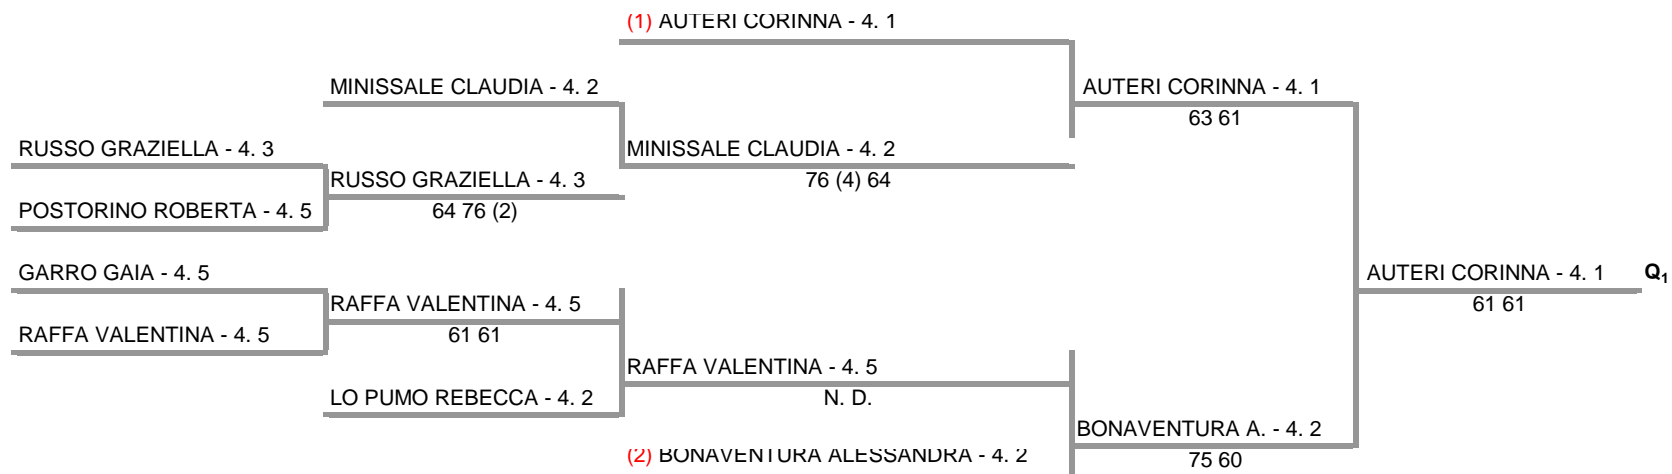 (1) AUTERI CORINNA - 4. 1
MINISSALE CLAUDIA - 4. 2
AUTERI CORINNA - 4. 1
63 61
RUSSO GRAZIELLA - 4. 3
MINISSALE CLAUDIA - 4. 2
76 (4) 64
RUSSO GRAZIELLA - 4. 3
64 76 (2)
POSTORINO ROBERTA - 4. 5
GARRO GAIA - 4. 5
AUTERI CORINNA - 4. 1
Q1
61 61
RAFFA VALENTINA - 4. 5
61 61
RAFFA VALENTINA - 4. 5
RAFFA VALENTINA - 4. 5
N. D.
LO PUMO REBECCA - 4. 2
BONAVENTURA A. - 4. 2
75 60
(2) BONAVENTURA ALESSANDRA - 4. 2